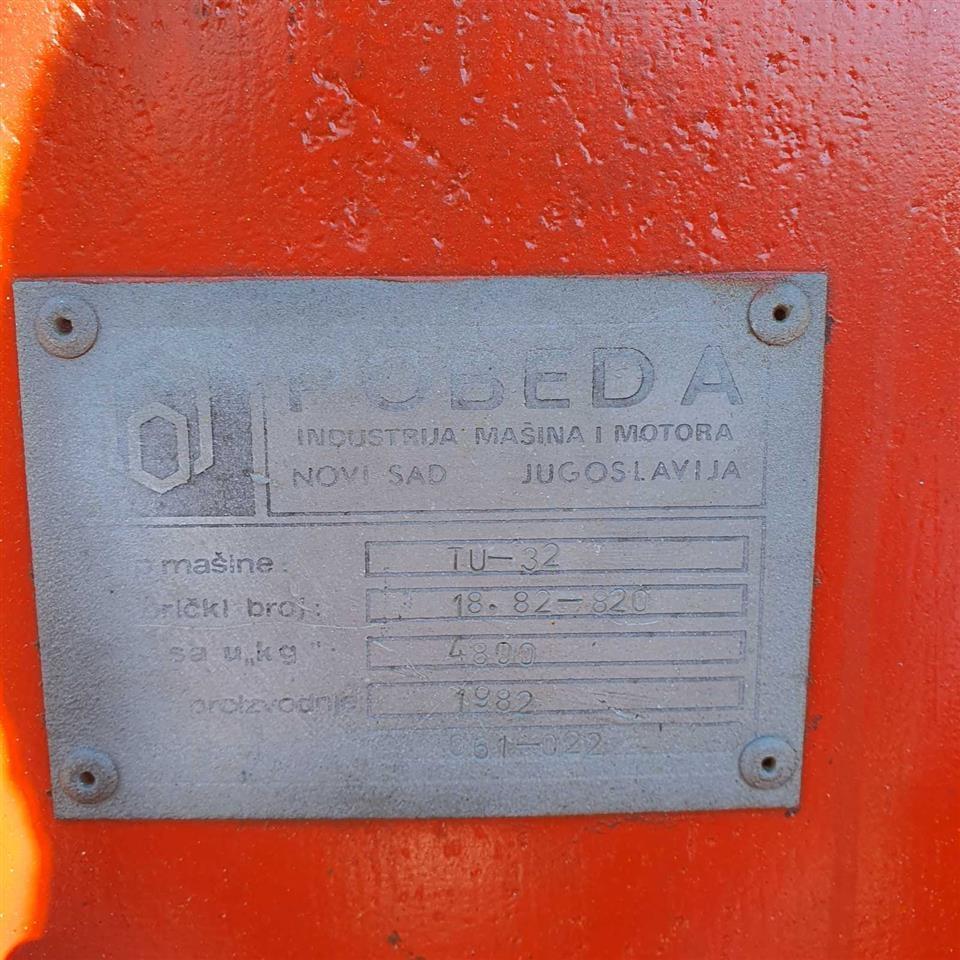 POBEDA
INDUSTRIJA MAŠINA I MOTORA
NOVI SAD JUGOSLAVIJA
mašine: TU-32
broj: 18.82-820
u„kg" 4800
proizvodnje 1982
061-022